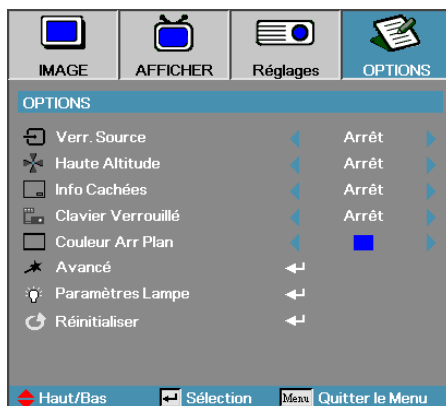 IMAGE AFFICHER Réglages OPTIONS
OPTIONS
Verr. Source Arrêt
Haute Altitude Arrêt
Info Cachées Arrêt
Clavier Verrouillé Arrêt
Couleur Arr Plan
Avancé
Paramètres Lampe
Réinitialiser
Haut/Bas Sélection Menu Quitter le Menu